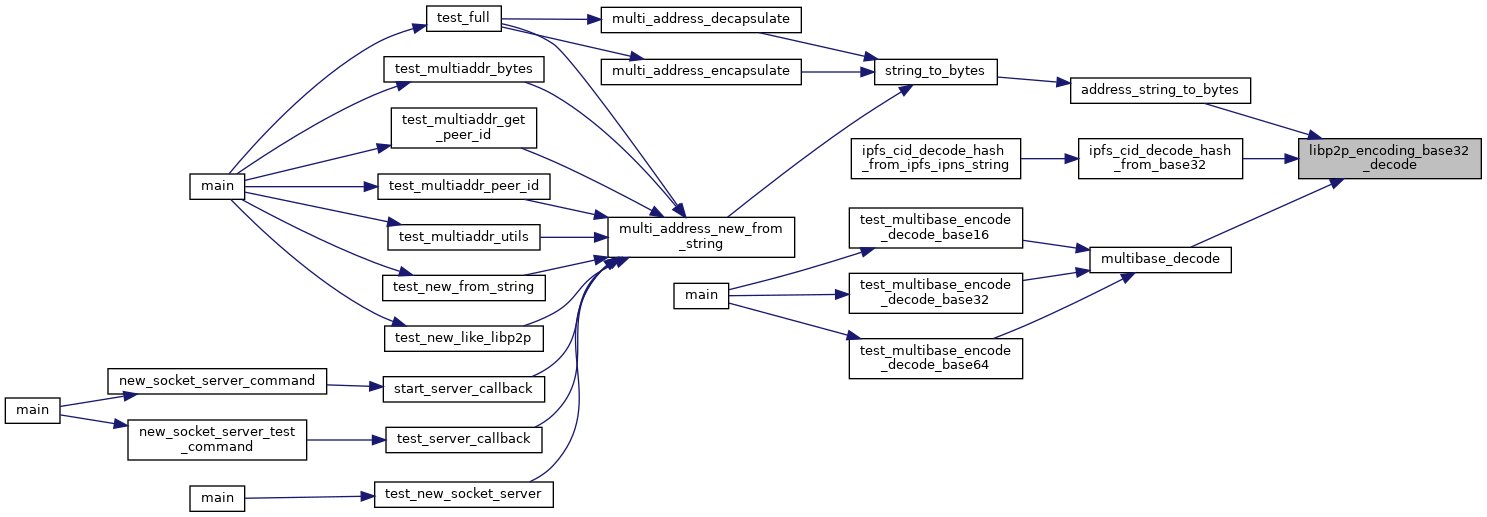 test_full
multi_address_decapsulate
test_multiaddr_bytes
multi_address_encapsulate
string_to_bytes
address_string_to_bytes
test_multiaddr_get
_peer_id
ipfs_cid_decode_hash
_from_ipfs_ipns_string
ipfs_cid_decode_hash
_from_base32
libp2p_encoding_base32
_decode
main
test_multiaddr_peer_id
test_multiaddr_utils
multi_address_new_from
_string
test_multibase_encode
_decode_base16
multibase_decode
test_new_from_string
main
test_multibase_encode
_decode_base32
test_new_like_libp2p
test_multibase_encode
_decode_base64
new_socket_server_command
start_server_callback
main
new_socket_server_test
_command
test_server_callback
main
test_new_socket_server